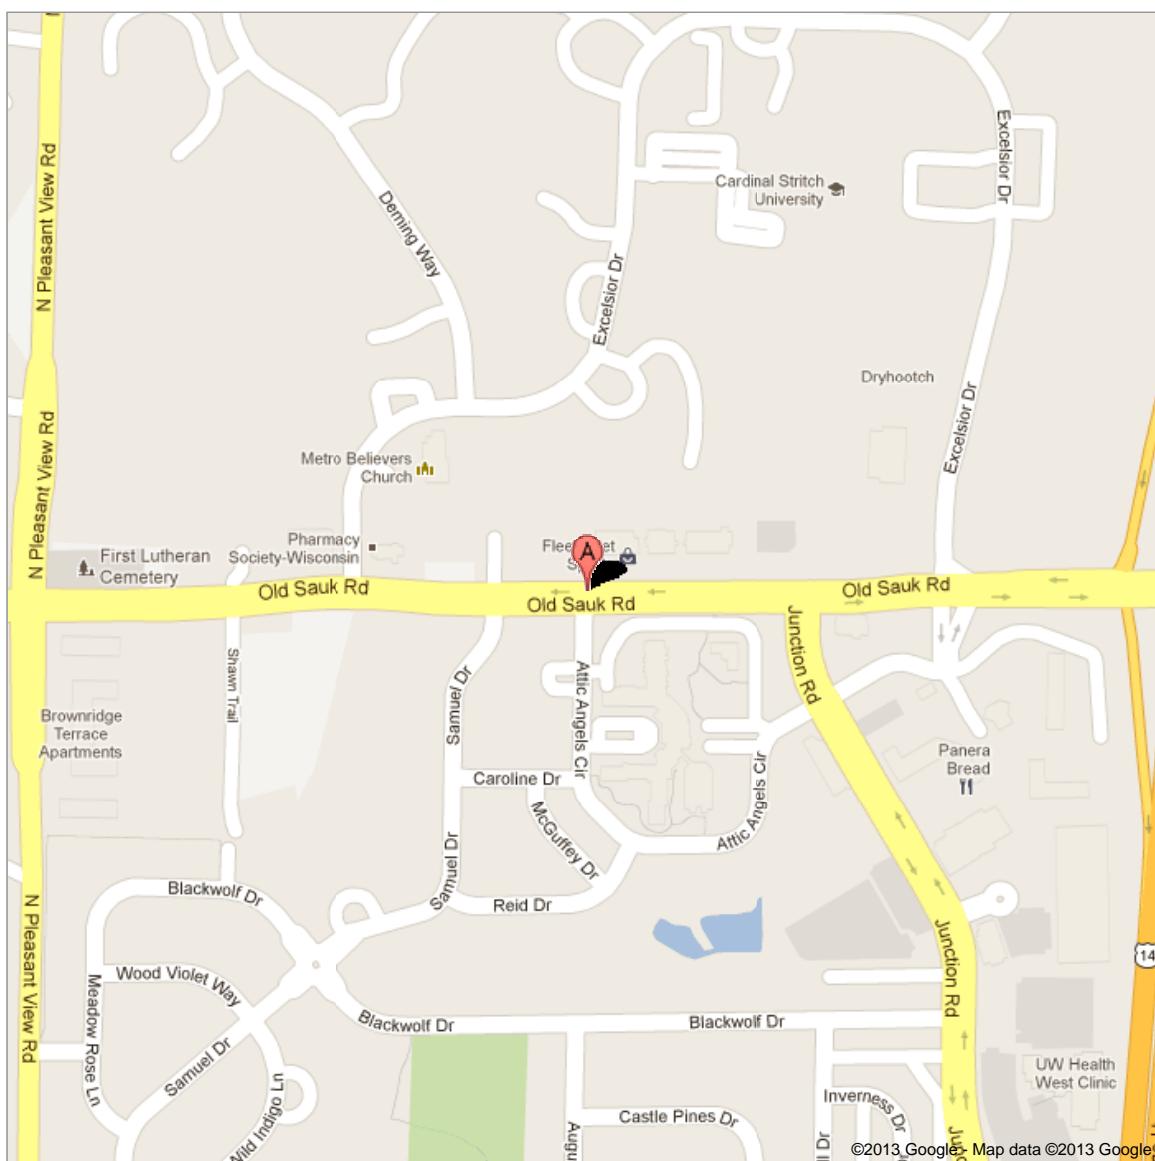 N Pleasant View Rd
Deming Way
Excelsior Dr
Excelsior Dr
Cardinal Stritch
University
Dryhootch
Excelsior Dr
N Pleasant View Rd
Metro Believers
Church
Pharmacy
Society-Wisconsin
First Lutheran
Cemetery
A
Old Sauk Rd
Old Sauk Rd
Old Sauk Rd
Shawn Trail
Samuel Dr
Attic Angels Cir
Junction Rd
Brownridge
Terrace
Apartments
Panera
Bread
Caroline Dr
McGuffey Dr
Attic Angels Cir
Samuel Dr
Reid Dr
Blackwolf Dr
N Pleasant View Rd
Junction Rd
14
Wood Violet Way
Meadow Rose Ln
Blackwolf Dr
Blackwolf Dr
Samuel Dr
Wild Indigo Ln
UW Health
West Clinic
Castle Pines Dr
Inverness Dr
Augu
ll Dr
Junc
©2013 Google - Map data ©2013 Google